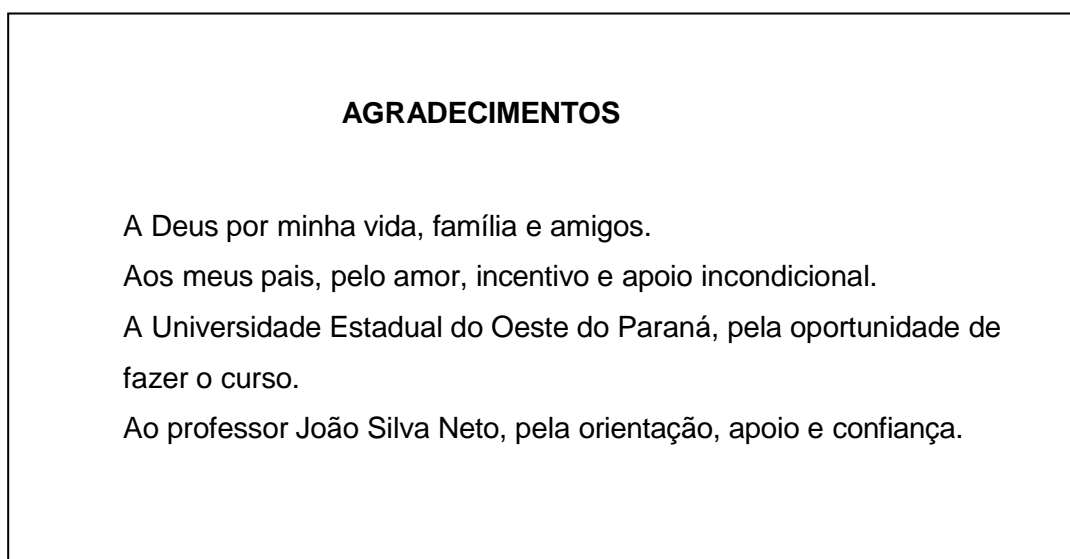 AGRADECIMENTOS
A Deus por minha vida, família e amigos.
Aos meus pais, pelo amor, incentivo e apoio incondicional.
A Universidade Estadual do Oeste do Paraná, pela oportunidade de
fazer o curso.
Ao professor João Silva Neto, pela orientação, apoio e confiança.